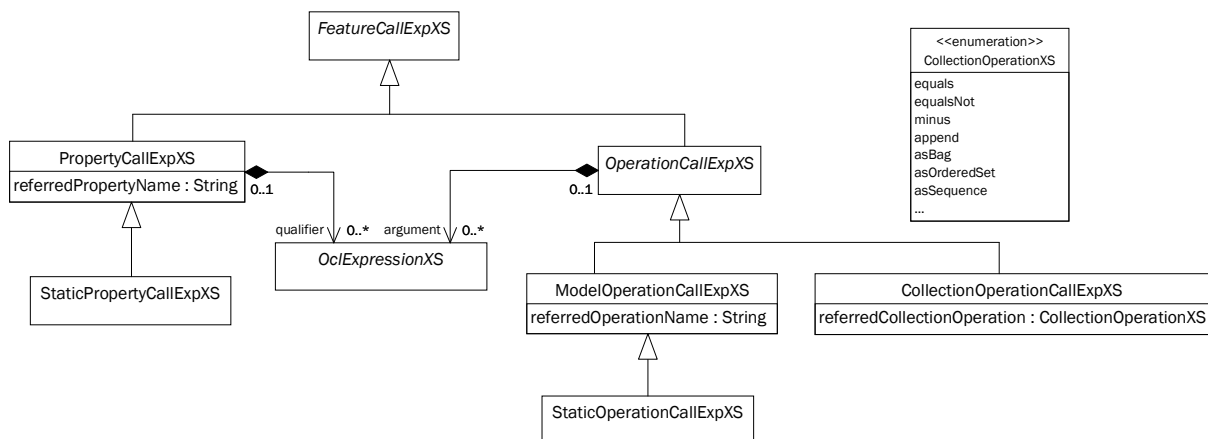 FeatureCallExpXS
<<enumeration>>
CollectionOperationXS
equals
equalsNot
minus
append
asBag
asOrderedSet
asSequence
...
PropertyCallExpXS
referredPropertyName : String
0..1
OperationCallExpXS
0..1
qualifier
0..*
argument
0..*
OclExpressionXS
StaticPropertyCallExpXS
ModelOperationCallExpXS
referredOperationName : String
CollectionOperationCallExpXS
referredCollectionOperation : CollectionOperationXS
StaticOperationCallExpXS